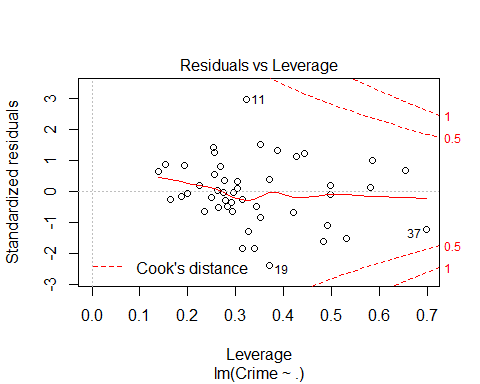 Residuals vs Leverage
Standardized residuals
3
2
1
0
-1
-2
-3
11
19
37
1
0.5
0.5
1
Cook's distance
0.0 0.1 0.2 0.3 0.4 0.5 0.6 0.7
Leverage
lm(Crime ~ .)